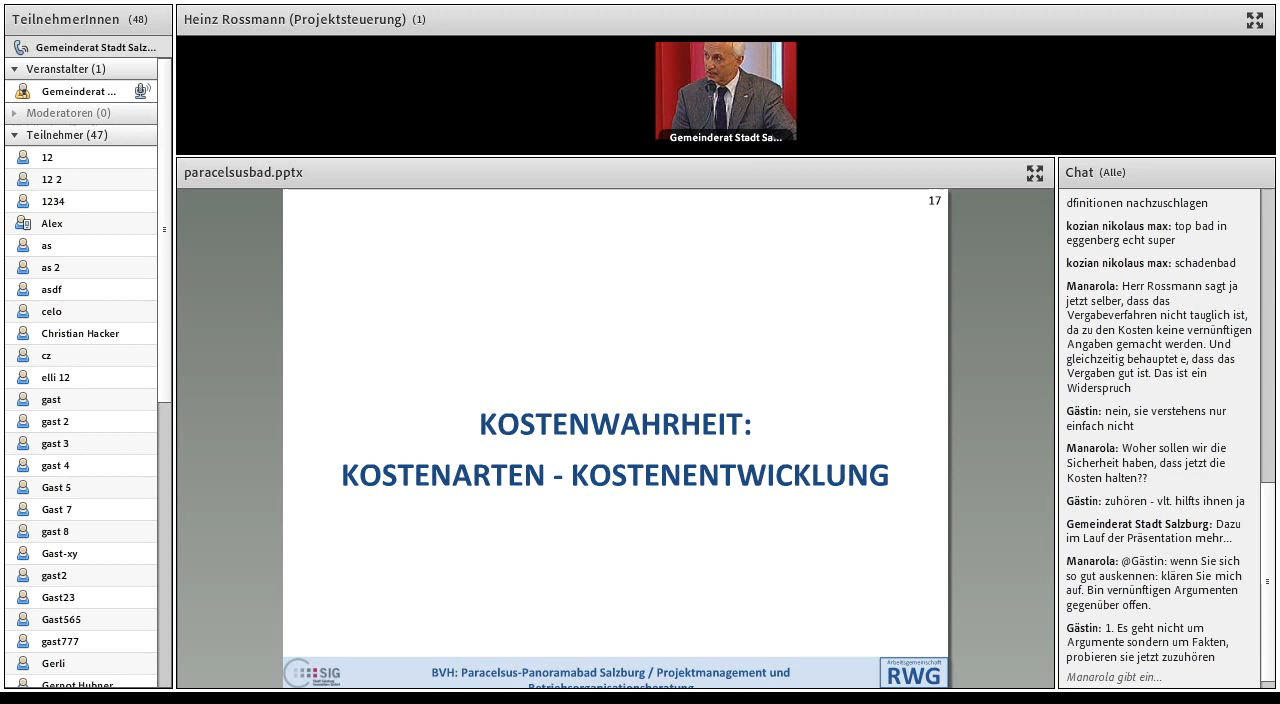 TeilnehmerInnen (48)
Gemeinderat Stadt Salz...
Veranstalter (1)
Gemeinderat ...
Moderatoren (0)
Teilnehmer (47)
12
12 2
1234
Alex
as
as 2
asdf
celo
Christian Hacker
cz
elli 12
gast
gast 2
gast 3
gast 4
Gast 5
Gast 7
gast 8
Gast-xy
gast2
Gast23
Gast565
gast777
Gerli
Gernot Hubner
Heinz Rossmann (Projektsteuerung) (1)
Gemeinderat Stadt Sa...
paracelsusbad.pptx
17
KOSTENWAHRHEIT:
KOSTENARTEN - KOSTENENTWICKLUNG
SIG
BVH: Paracelsus-Panoramabad Salzburg / Projektmanagement und
Betriebsorganisationsberatung
Arbeitsgemeinschaft
RWG
Chat (Alle)
dfinitionen nachzuschlagen
kozian nikolaus max: top bad in
eggenberg echt super
kozian nikolaus max: schadenbad
Manarola: Herr Rossmann sagt ja
jetzt selber, dass das
Vergabeverfahren nicht tauglich ist,
da zu den Kosten keine vernünftigen
Angaben gemacht werden. Und
gleichzeitig behauptet e, dass das
Vergaben gut ist. Das ist ein
Widerspruch
Gästin: nein, sie verstehens nur
einfach nicht
Manarola: Woher sollen wir die
Sicherheit haben, dass jetzt die
Kosten halten??
Gästin: zuhören - vlt. hilfts ihnen ja
Gemeinderat Stadt Salzburg: Dazu
im Lauf der Präsentation mehr...
Manarola: @Gästin: wenn Sie sich
so gut auskennen: klären Sie mich
auf. Bin vernünftigen Argumenten
gegenüber offen.
Gästin: 1. Es geht nicht um
Argumente sondern um Fakten,
probieren sie jetzt zuzuhören
Manarola gibt ein...